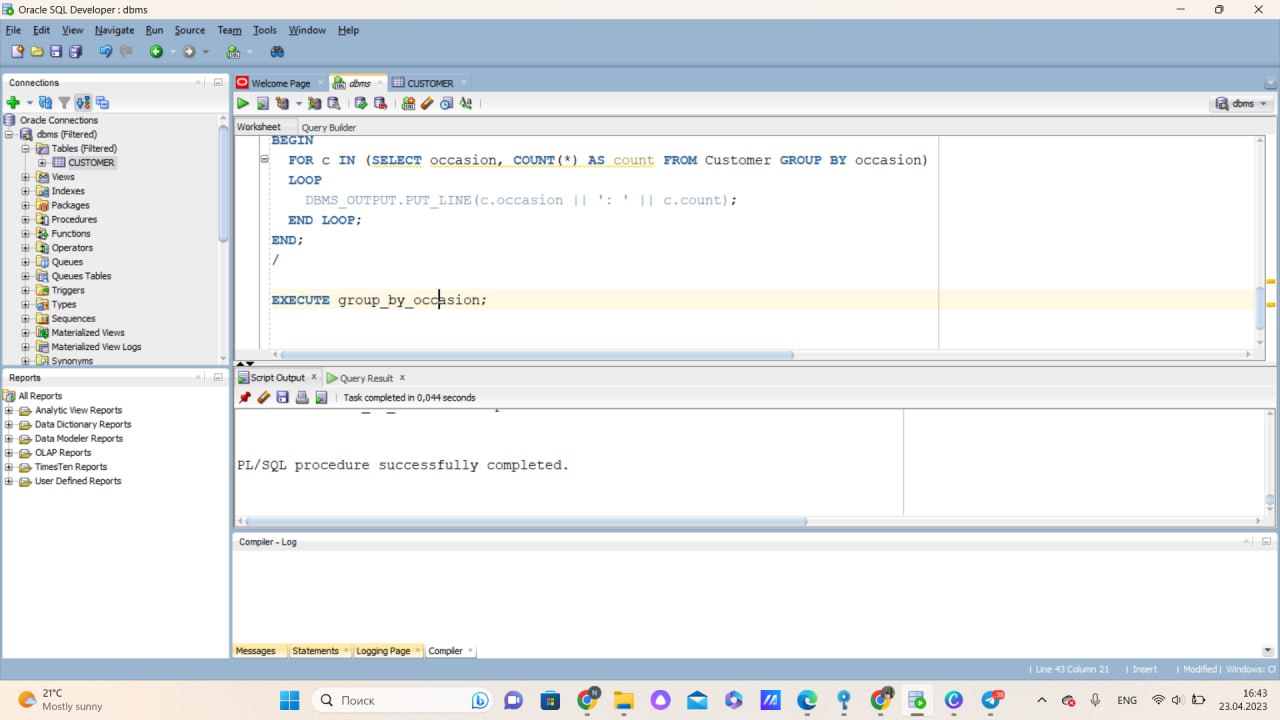 Oracle SQL Developer : dbms
File Edit View Navigate Run Source Team Tools Window Help
Connections
Welcome Page dbms CUSTOMER
dbms
Oracle Connections
dbms (Filtered)
Tables (Filtered)
CUSTOMER
Views
Indexes
Packages
Procedures
Functions
Operators
Queues
Queues Tables
Triggers
Types
Sequences
Materialized Views
Materialized View Logs
Synonyms
Worksheet Query Builder
BEGIN
FOR c IN (SELECT occasion, COUNT(*) AS count FROM Customer GROUP BY occasion)
LOOP
DBMS_OUTPUT.PUT_LINE(c.occasion || ': ' || c.count);
END LOOP;
END;
/
EXECUTE group_by_occasion;
Reports
All Reports
Analytic View Reports
Data Dictionary Reports
Data Modeler Reports
OLAP Reports
TimesTen Reports
User Defined Reports
Script Output Query Result
Task completed in 0,044 seconds
PL/SQL procedure successfully completed.
Compiler - Log
Messages Statements Logging Page Compiler
Line 43 Column 21 Insert Modified Windows: CF
21°C
Mostly sunny
Поиск
N
38
ENG
16:43
23.04.2023